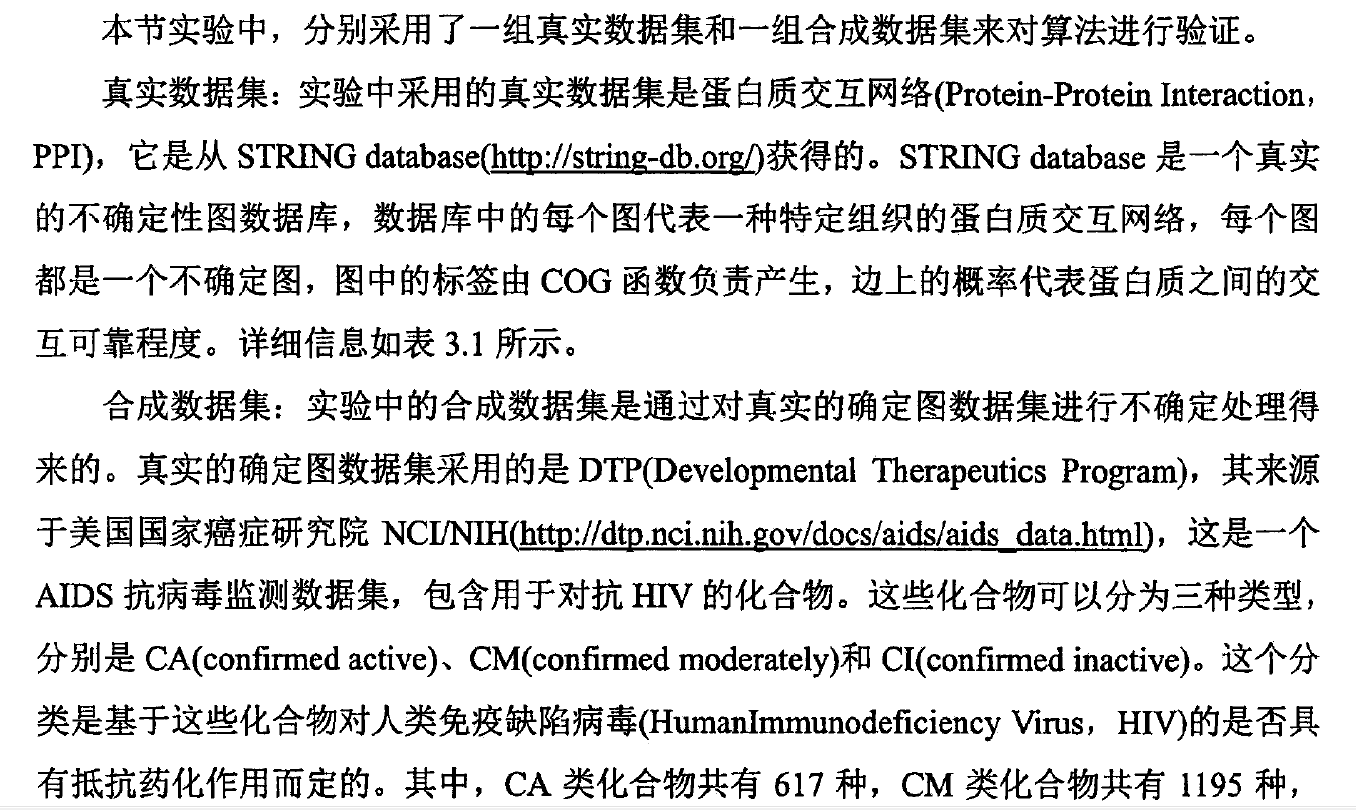 本节实验中，分别采用了一组真实数据集和一组合成数据集来对算法进行验证。
真实数据集：实验中采用的真实数据集是蛋白质交互网络(Protein-Protein Interaction，
PPI)，它是从 STRING database(http://string-db.org/)获得的。STRING database 是一个真实
的不确定性图数据库，数据库中的每个图代表一种特定组织的蛋白质交互网络，每个图
都是一个不确定图，图中的标签由 COG 函数负责产生，边上的概率代表蛋白质之间的交
互可靠程度。详细信息如表 3.1 所示。
合成数据集：实验中的合成数据集是通过对真实的确定图数据集进行不确定处理得
来的。真实的确定图数据集采用的是 DTP(Developmental Therapeutics Program)，其来源
于美国国家癌症研究院 NCI/NIH(http://dtp.nci.nih.gov/docs/aids/aids_data.html)，这是一个
AIDS 抗病毒监测数据集，包含用于对抗 HIV 的化合物。这些化合物可以分为三种类型，
分别是 CA(confirmed active)、CM(confirmed moderately)和 CI(confirmed inactive)。这个分
类是基于这些化合物对人类免疫缺陷病毒(HumanImmunodeficiency Virus，HIV)的是否具
有抵抗药化作用而定的。其中，CA 类化合物共有 617 种，CM 类化合物共有 1195 种，